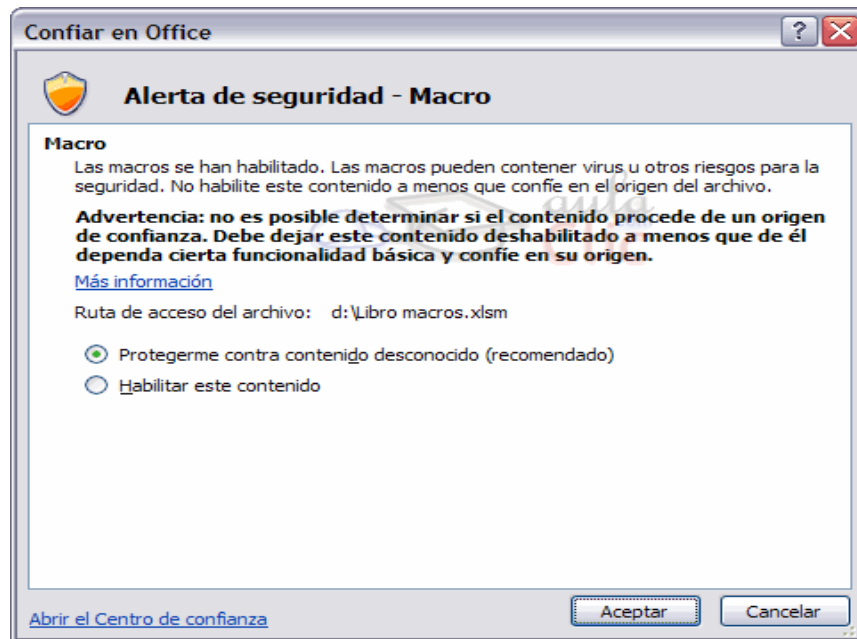 Confiar en Office
?
Alerta de seguridad - Macro
Macro
Las macros se han habilitado. Las macros pueden contener virus u otros riesgos para la
seguridad. No habilite este contenido a menos que confíe en el origen del archivo.
Advertencia: no es posible determinar si el contenido procede de un origen
de confianza. Debe dejar este contenido deshabilitado a menos que de él
dependa cierta funcionalidad básica y confíe en su origen.
aula
Clic
Más información
Ruta de acceso del archivo: d:\Libro macros.xlsm
Protegerme contra contenido desconocido (recomendado)
Habilitar este contenido
Abrir el Centro de confianza
Aceptar
Cancelar